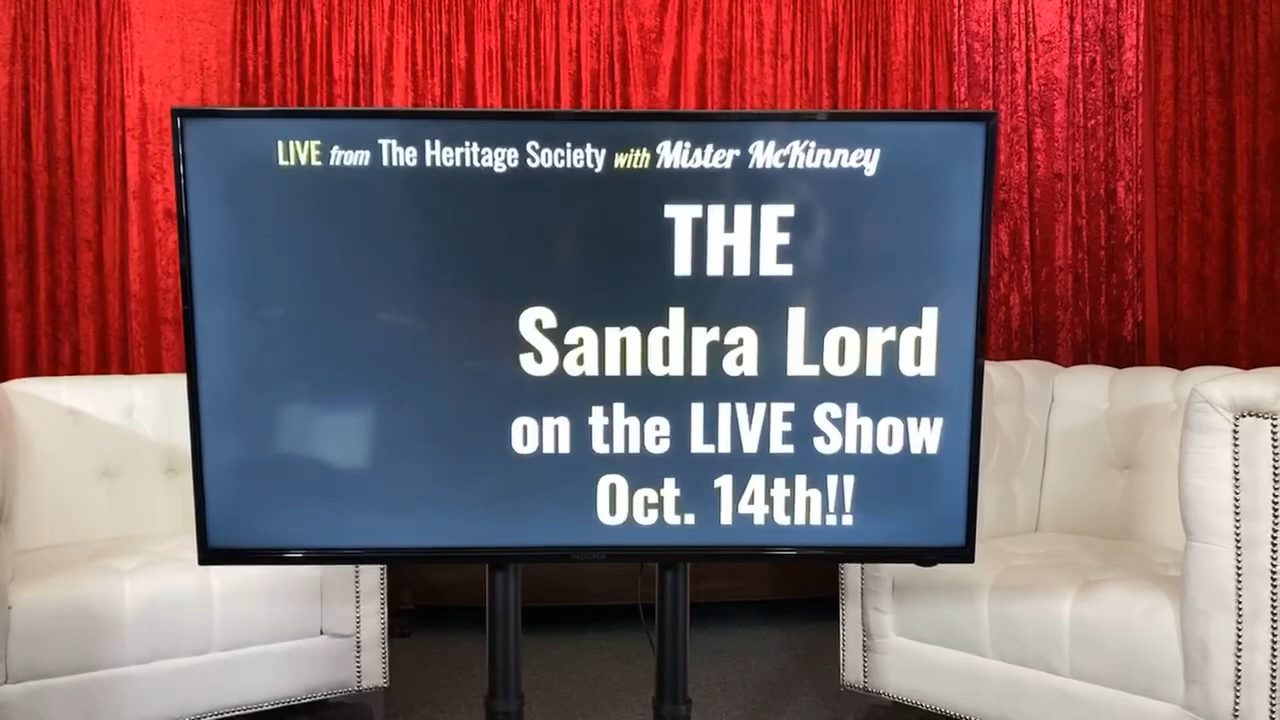 LIVE from The Heritage Society with Mister McKinney
THE
Sandra Lord
on the LIVE Show
Oct. 14th!!